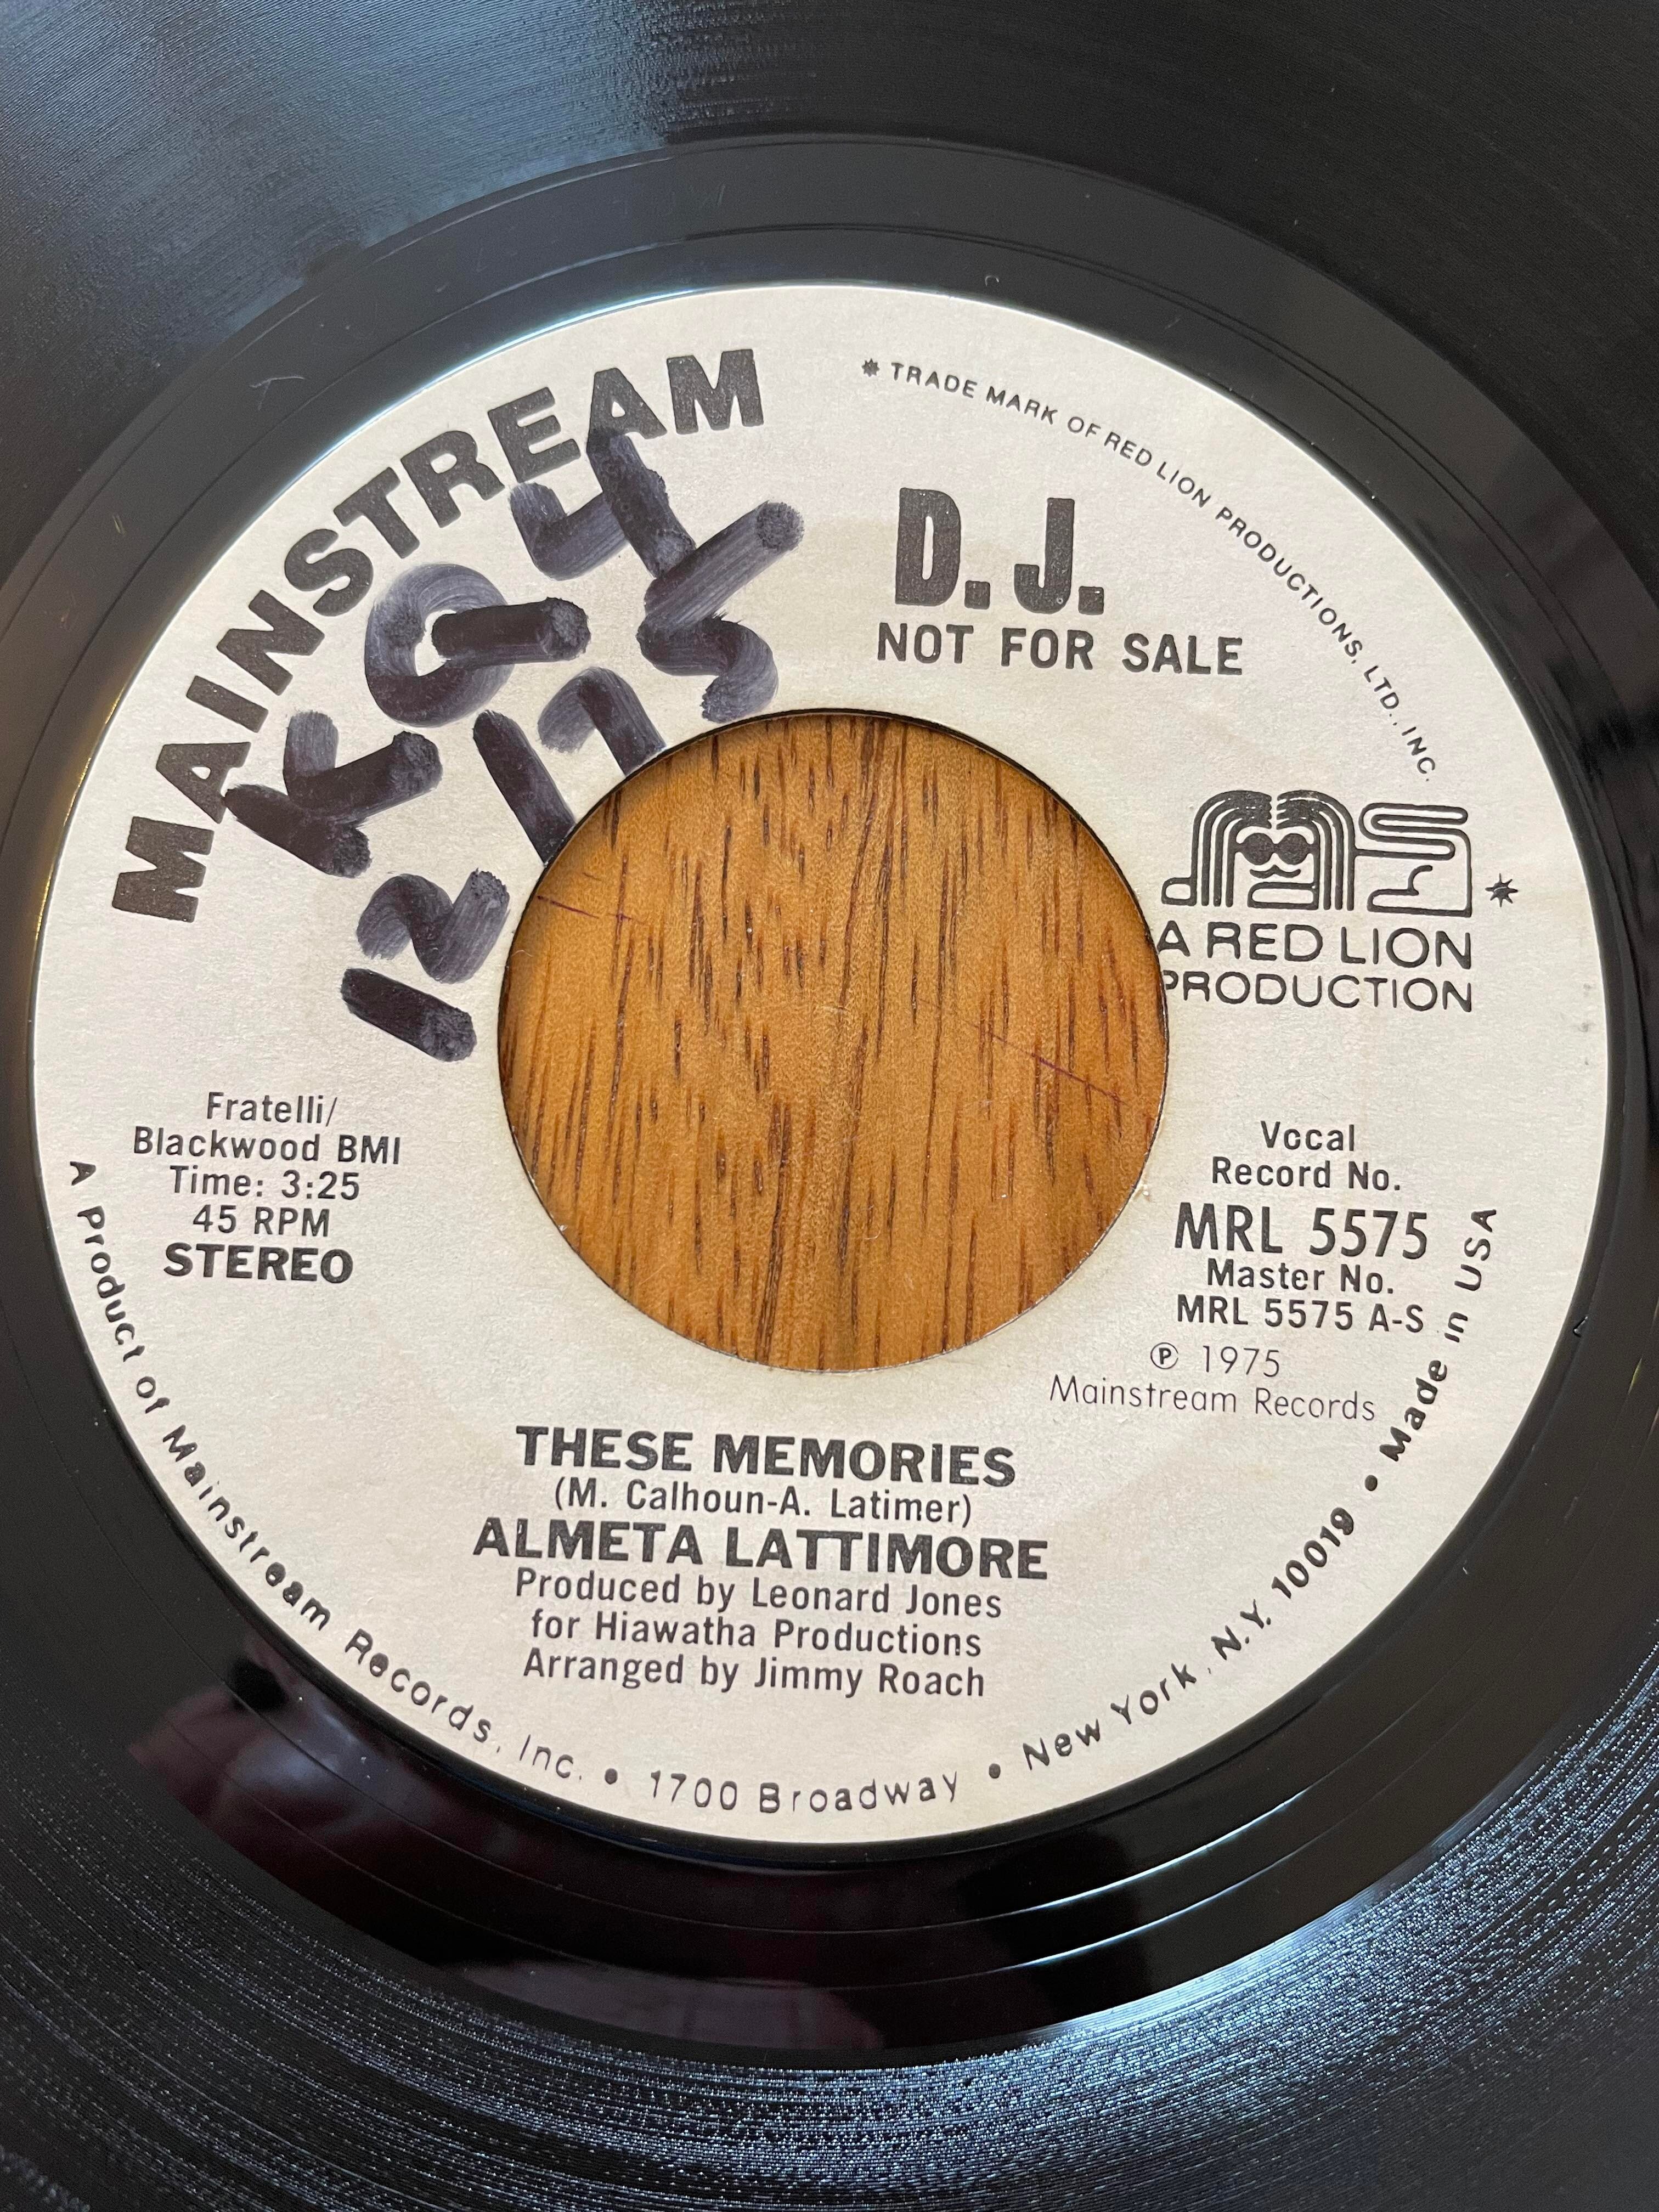 MAINSTREAM
* TRADE MARK OF RED LION PRODUCTIONS, LTD., INC.
KGY
12/75
D.J.
NOT FOR SALE
*
A RED LION
PRODUCTION
Fratelli/
Blackwood BMI
Time: 3:25
45 RPM
STEREO
Vocal
Record No.
MRL 5575
Master No.
MRL 5575 A-S
℗ 1975
Mainstream Records
THESE MEMORIES
(M. Calhoun-A. Latimer)
ALMETA LATTIMORE
Produced by Leonard Jones
for Hiawatha Productions
Arranged by Jimmy Roach
A Product of Mainstream Records, Inc. • 1700 Broadway • New York, N.Y. 10019 • Made in USA